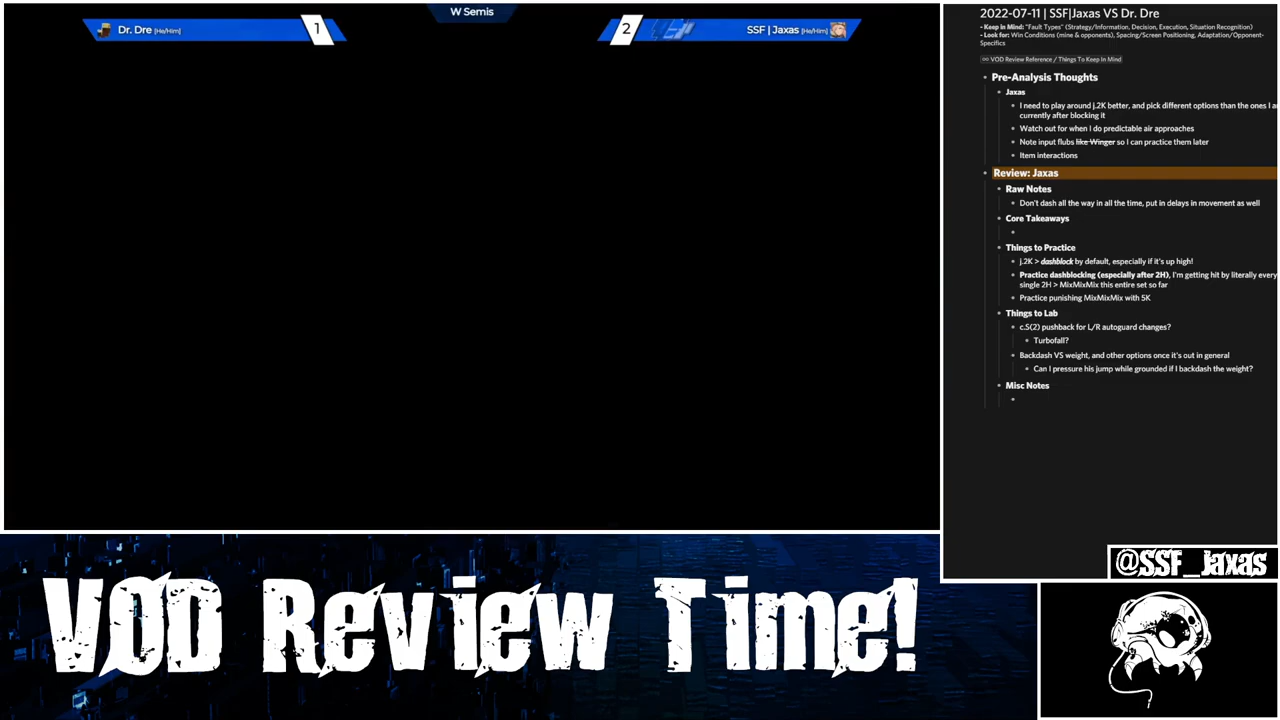 W Semis
Dr. Dre [He/Him]
1
2
SSF | Jaxas [He/Him]
2022-07-11 | SSF|Jaxas VS Dr. Dre
- Keep in Mind: "Fault Types" (Strategy/Information, Decision, Execution, Situation Recognition)
- Look for: Win Conditions (mine & opponents), Spacing/Screen Positioning, Adaptation/Opponent-
Specifics
VOD Review Reference / Things To Keep In Mind
Pre-Analysis Thoughts
Jaxas
I need to play around j.2K better, and pick different options than the ones I
currently after blocking it
Watch out for when I do predictable air approaches
Note input flubs like Winger so I can practice them later
Item interactions
Review: Jaxas
Raw Notes
Don't dash all the way in all the time, put in delays in movement as well
Core Takeaways
Things to Practice
j.2K > dashblock by default, especially if it's up high!
Practice dashblocking (especially after 2H), I'm getting hit by literally every
single 2H > MixMixMix this entire set so far
Practice punishing MixMixMix with 5K
Things to Lab
c.S(2) pushback for L/R autoguard changes?
Turbofall?
Backdash VS weight, and other options once it's out in general
Can I pressure his jump while grounded if I backdash the weight?
Misc Notes
@SSF_Jaxas
VOD Review Time!